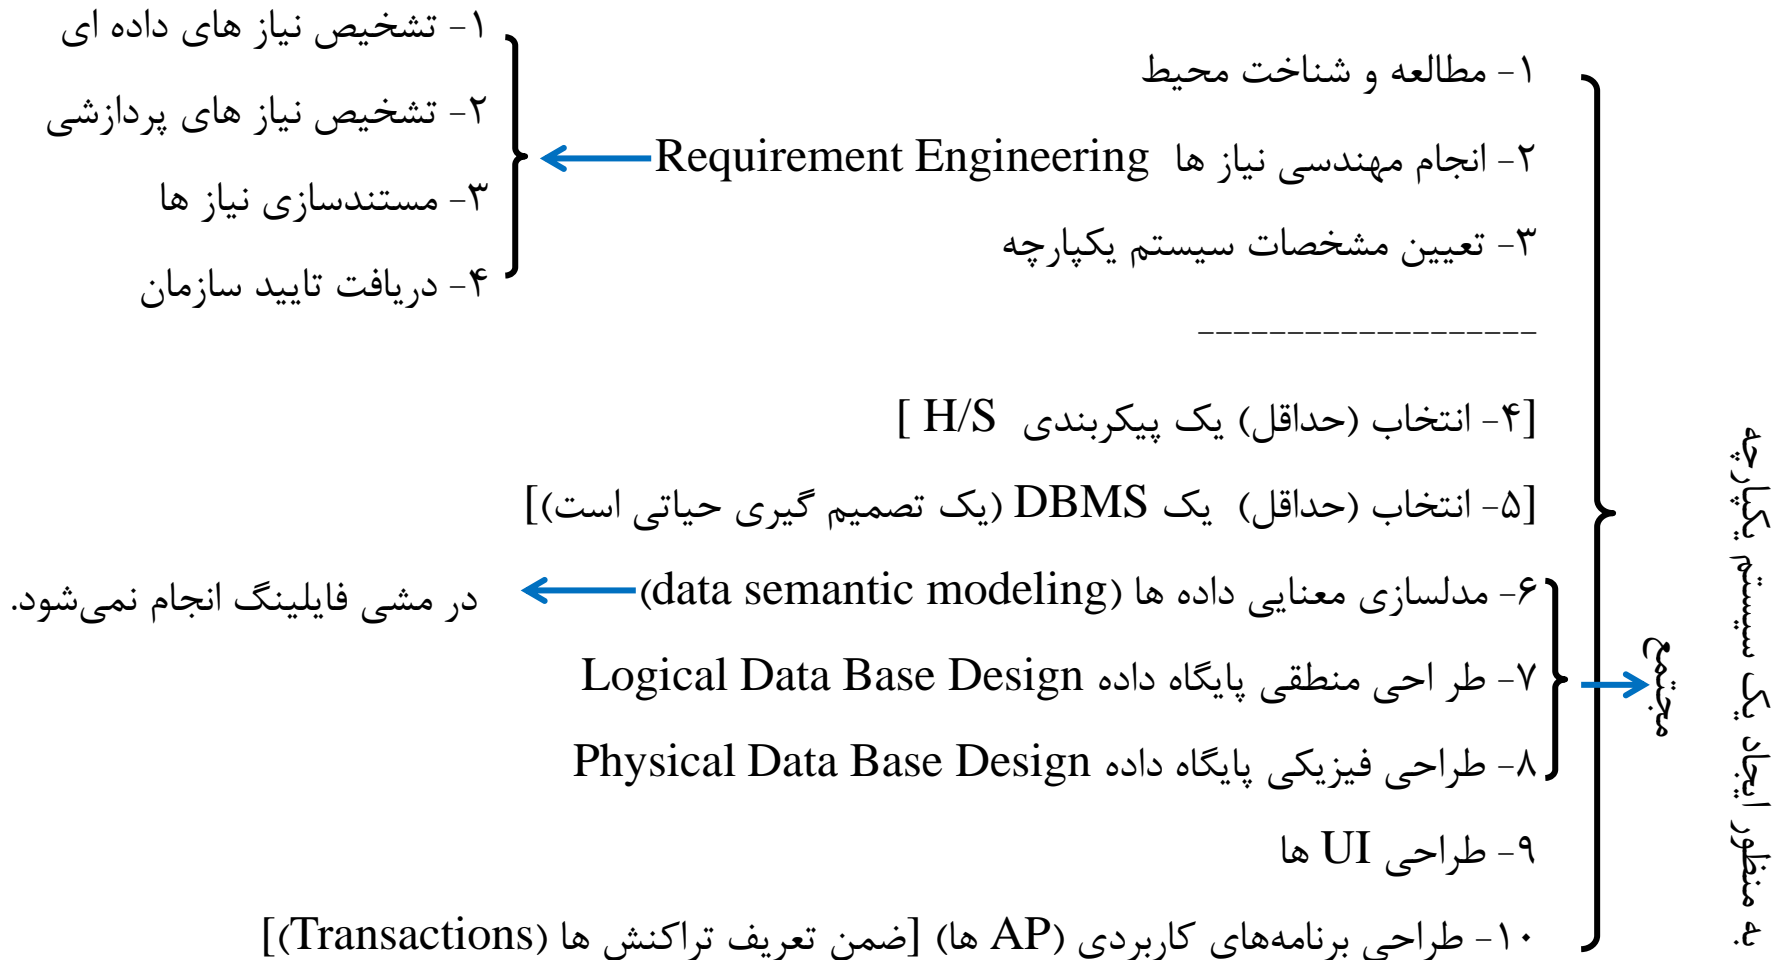 به منظور ایجاد یک سیستم یکپارچه
۱- مطالعه و شناخت محیط
۲- انجام مهندسی نیاز ها Requirement Engineering
۳- تعیین مشخصات سیستم یکپارچه
-------------------
[۴- انتخاب (حداقل) یک پیکربندی H/S ]
[۵- انتخاب (حداقل) یک DBMS (یک تصمیم گیری حیاتی است)]
۶- مدلسازی معنایی داده ها (data semantic modeling)
۷- طر احی منطقی پایگاه داده Logical Data Base Design
۸- طراحی فیزیکی پایگاه داده Physical Data Base Design
۹- طراحی UI ها
۱۰- طراحی برنامه‌های کاربردی (AP ها) [ضمن تعریف تراکنش ها (Transactions)]
مجتمع
۱- تشخیص نیاز های داده ای
۲- تشخیص نیاز های پردازشی
۳- مستندسازی نیاز ها
۴- دریافت تایید سازمان
در مشی فایلینگ انجام نمی‌شود.